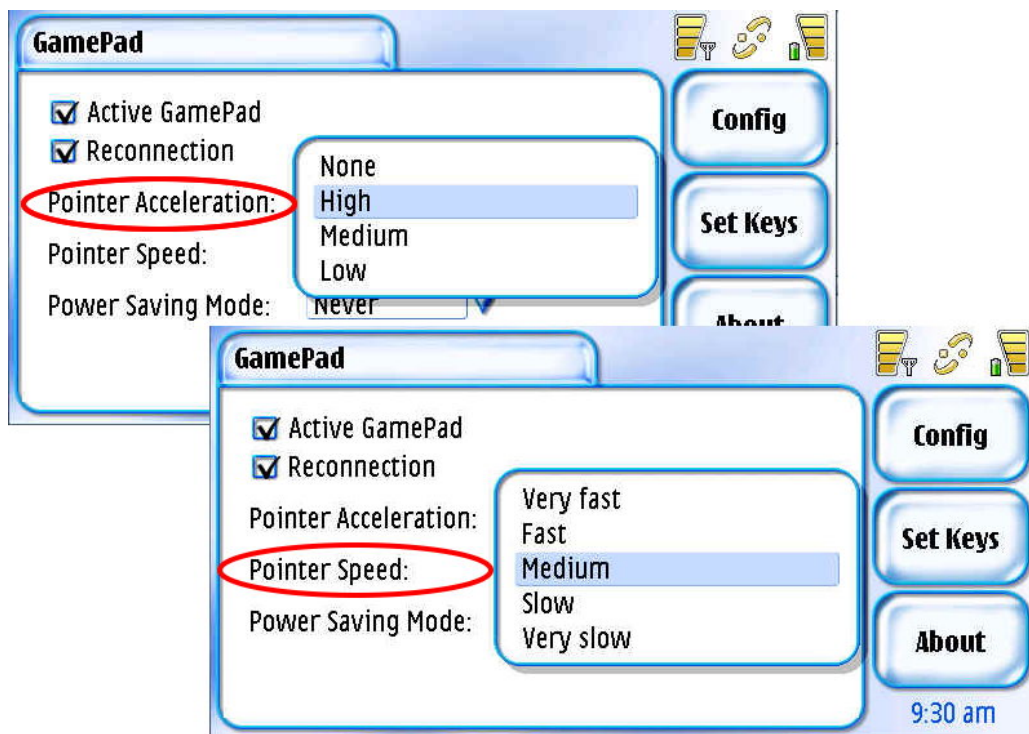 GamePad
Active GamePad
Reconnection
Pointer Acceleration:
Pointer Speed:
Power Saving Mode:
None
High
Medium
Low
Never
Config
Set Keys
About
GamePad
Active GamePad
Reconnection
Pointer Acceleration:
Pointer Speed:
Power Saving Mode:
Very fast
Fast
Medium
Slow
Very slow
Config
Set Keys
About
9:30 am